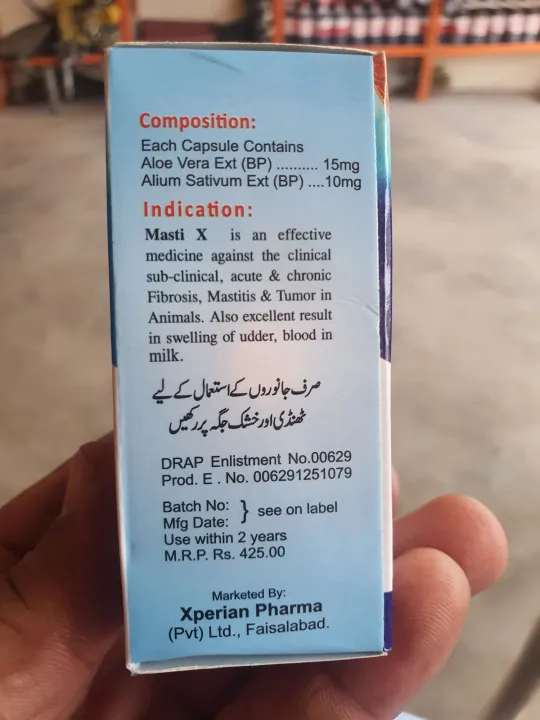 Composition:
Each Capsule Contains
Aloe Vera Ext (BP) .......... 15mg
Alium Sativum Ext (BP) ....10mg
Indication:
Masti X is an effective
medicine against the clinical
sub-clinical, acute & chronic
Fibrosis, Mastitis & Tumor in
Animals. Also excellent result
in swelling of udder, blood in
milk.
صرف جانوروں کے استعمال کے لیے
ٹھنڈی اور خشک جگہ پر رکھیں
DRAP Enlistment No.00629
Prod. E . No. 006291251079
Batch No: } see on label
Mfg Date:
Use within 2 years
M.R.P. Rs. 425.00
Marketed By:
Xperian Pharma
(Pvt) Ltd., Faisalabad.